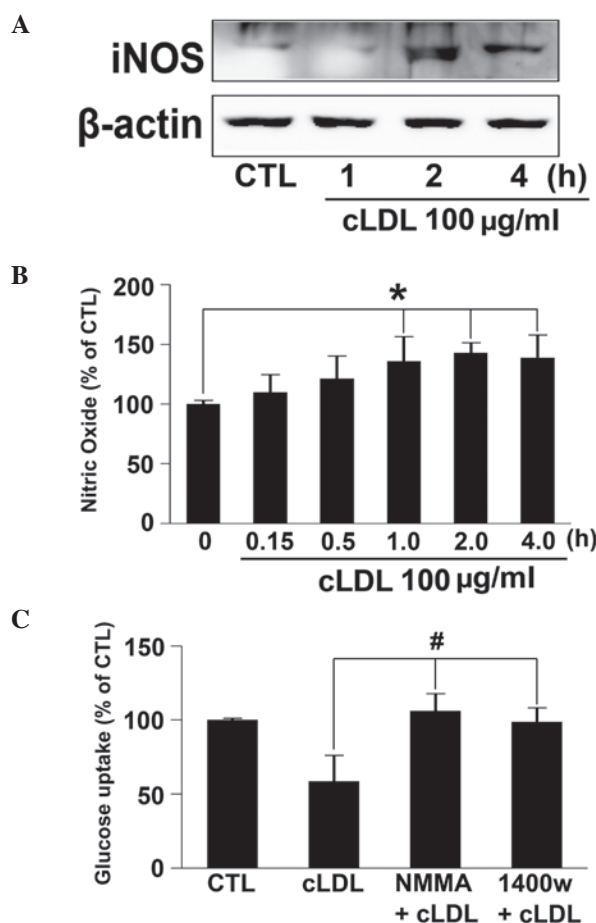 A
iNOS
β-actin
CTL 1 2 4 (h)
cLDL 100 µg/ml
B
Nitric Oxide (% of CTL)
200
150
100
50
0
*
0 0.15 0.5 1.0 2.0 4.0 (h)
cLDL 100 µg/ml
C
Glucose uptake (% of CTL)
150
100
50
0
#
CTL cLDL NMMA 1400w
+ cLDL + cLDL